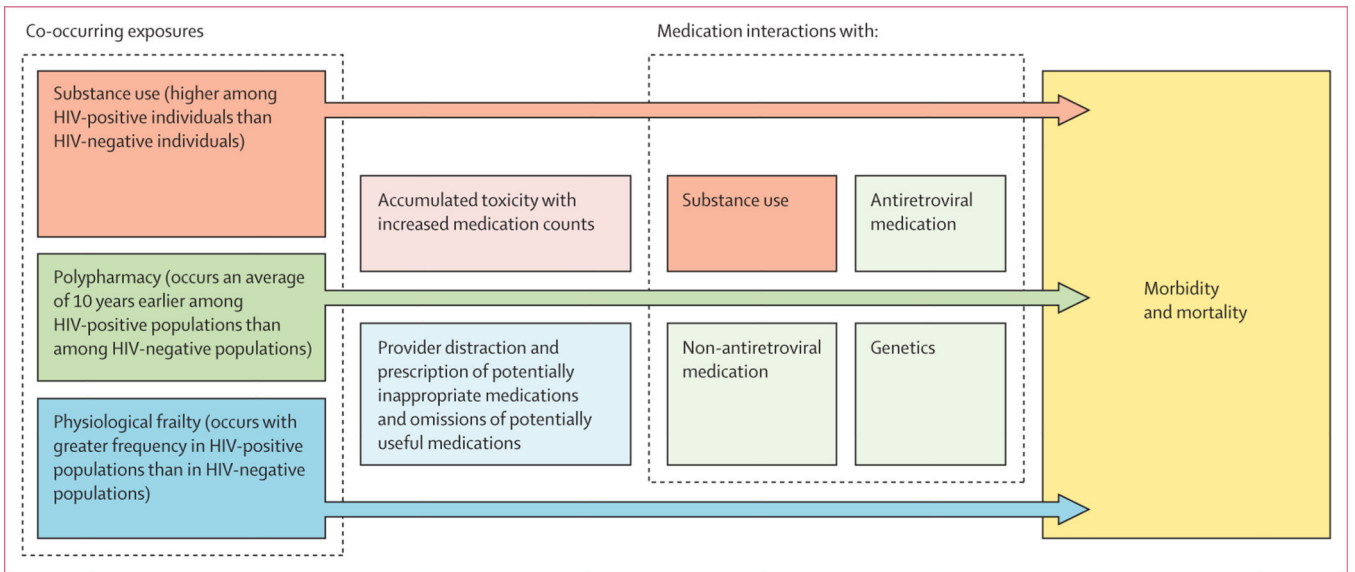 Co-occurring exposures
Substance use (higher among
HIV-positive individuals than
HIV-negative individuals)
Polypharmacy (occurs an average
of 10 years earlier among
HIV-positive populations than
among HIV-negative populations)
Physiological frailty (occurs with
greater frequency in HIV-positive
populations than in HIV-negative
populations)
Accumulated toxicity with
increased medication counts
Provider distraction and
prescription of potentially
inappropriate medications
and omissions of potentially
useful medications
Medication interactions with:
Substance use
Antiretroviral
medication
Non-antiretroviral
medication
Genetics
Morbidity
and mortality